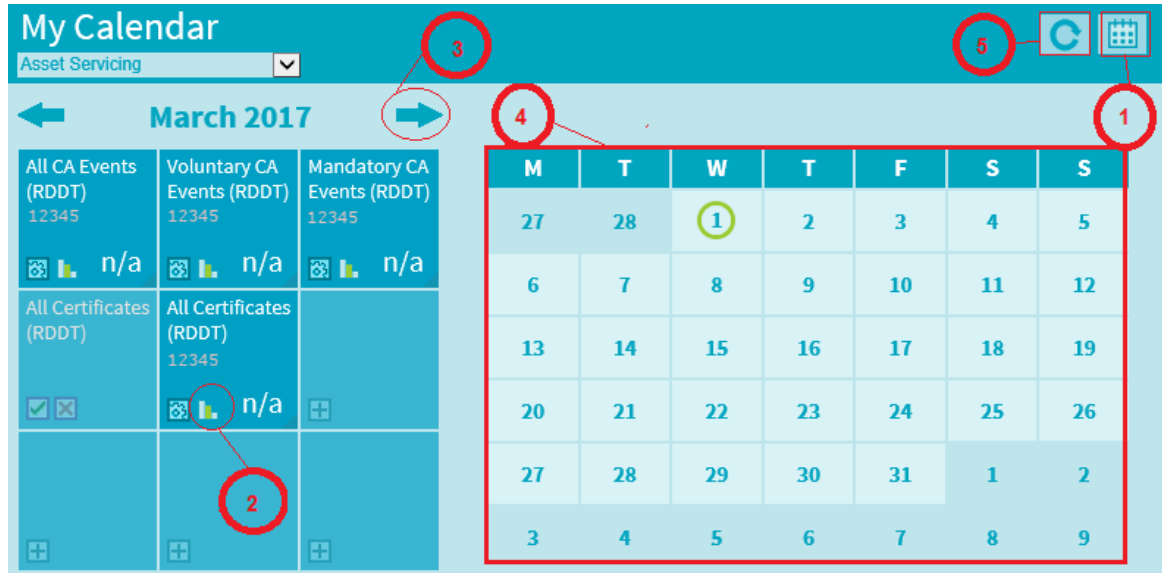 My Calendar
Asset Servicing
3
5
1
March 2017
4
All CA Events
(RDDT)
12345
n/a
Voluntary CA
Events (RDDT)
12345
n/a
Mandatory CA
Events (RDDT)
12345
n/a
All Certificates
(RDDT)
All Certificates
(RDDT)
12345
n/a
2
M T W T F S S
27 28 1 2 3 4 5
6 7 8 9 10 11 12
13 14 15 16 17 18 19
20 21 22 23 24 25 26
27 28 29 30 31 1 2
3 4 5 6 7 8 9